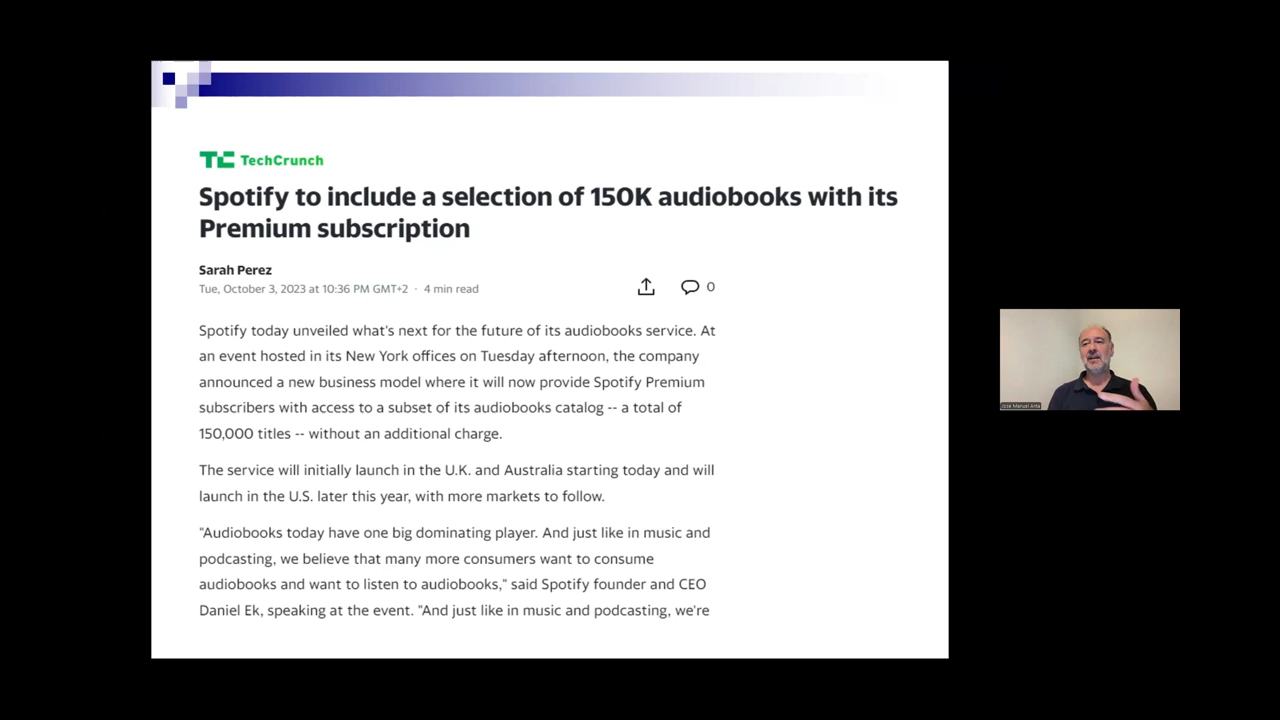 TechCrunch
Spotify to include a selection of 150K audiobooks with its
Premium subscription
Sarah Perez
Tue, October 3, 2023 at 10:36 PM GMT+2 · 4 min read
0
Spotify today unveiled what's next for the future of its audiobooks service. At
an event hosted in its New York offices on Tuesday afternoon, the company
announced a new business model where it will now provide Spotify Premium
subscribers with access to a subset of its audiobooks catalog -- a total of
150,000 titles -- without an additional charge.
The service will initially launch in the U.K. and Australia starting today and will
launch in the U.S. later this year, with more markets to follow.
"Audiobooks today have one big dominating player. And just like in music and
podcasting, we believe that many more consumers want to consume
audiobooks and want to listen to audiobooks," said Spotify founder and CEO
Daniel Ek, speaking at the event. "And just like in music and podcasting, we're